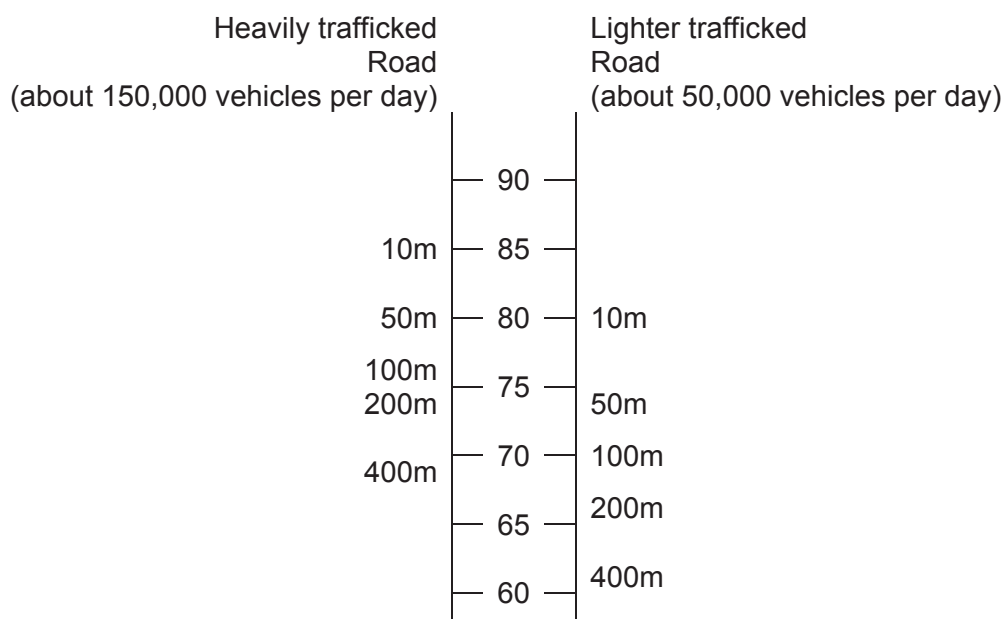 Heavily trafficked
Road
(about 150,000 vehicles per day)
Lighter trafficked
Road
(about 50,000 vehicles per day)
90
10m 85
50m 80 10m
100m
75
200m 50m
70 100m
400m
200m
65
400m
60